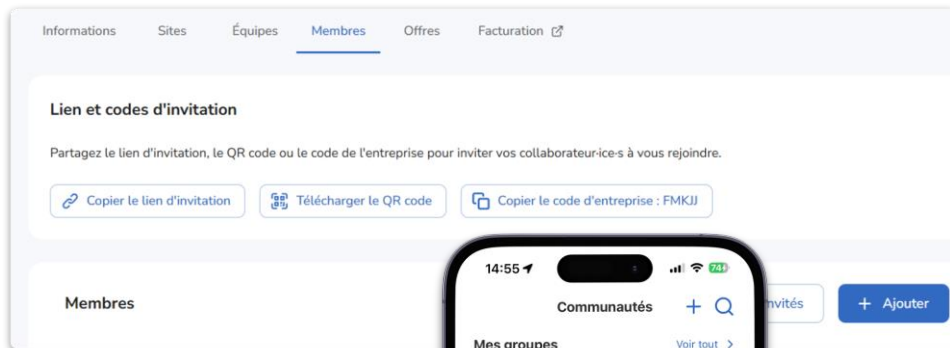 Informations Sites Équipes Membres Offres Facturation
Lien et codes d'invitation
Partagez le lien d'invitation, le QR code ou le code de l'entreprise pour inviter vos collaborateur·ice·s à vous rejoindre.
Copier le lien d'invitation Télécharger le QR code Copier le code d'entreprise : FMKJJ
14:55 74
Membres Communautés nvités + Ajouter
Mes groupes Voir tout >